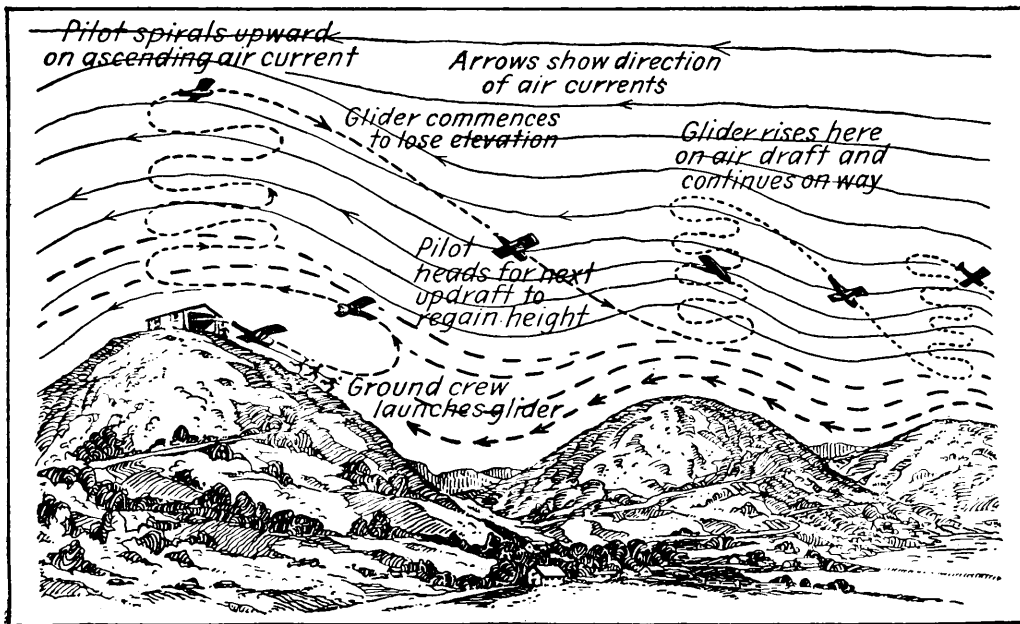 Pilot spirals upward
on ascending air current
Arrows show direction
of air currents
Glider commences
to lose elevation
Glider rises here
on air draft and
continues on way
Pilot
heads for next
updraft to
regain height
Ground crew
launches glider